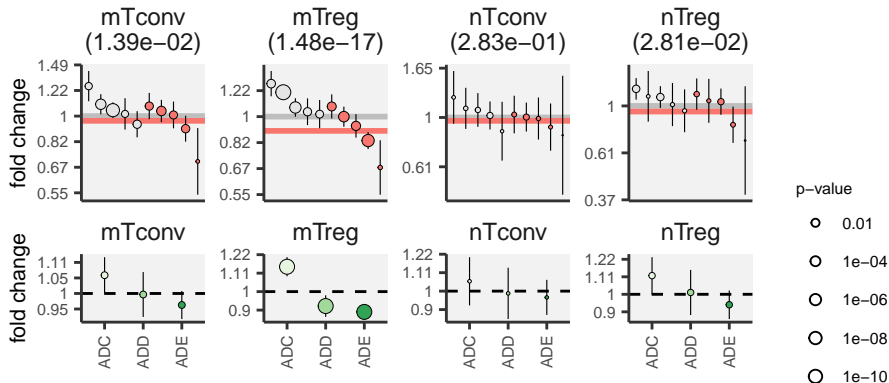 mTconv
(1.39e−02)
mTreg
(1.48e−17)
nTconv
(2.83e−01)
nTreg
(2.81e−02)
fold change
1.49
1.22
1
0.82
0.67
0.55
1.22
1
0.82
0.67
0.55
1.65
1
0.61
1
0.61
0.37
mTconv
mTreg
nTconv
nTreg
fold change
1.11
1.05
1
0.95
1.22
1.11
1
0.9
1.22
1.11
1
0.9
1.22
1.11
1
0.9
ADC
ADD
ADE
ADC
ADD
ADE
ADC
ADD
ADE
ADC
ADD
ADE
p−value
0.01
1e−04
1e−06
1e−08
1e−10